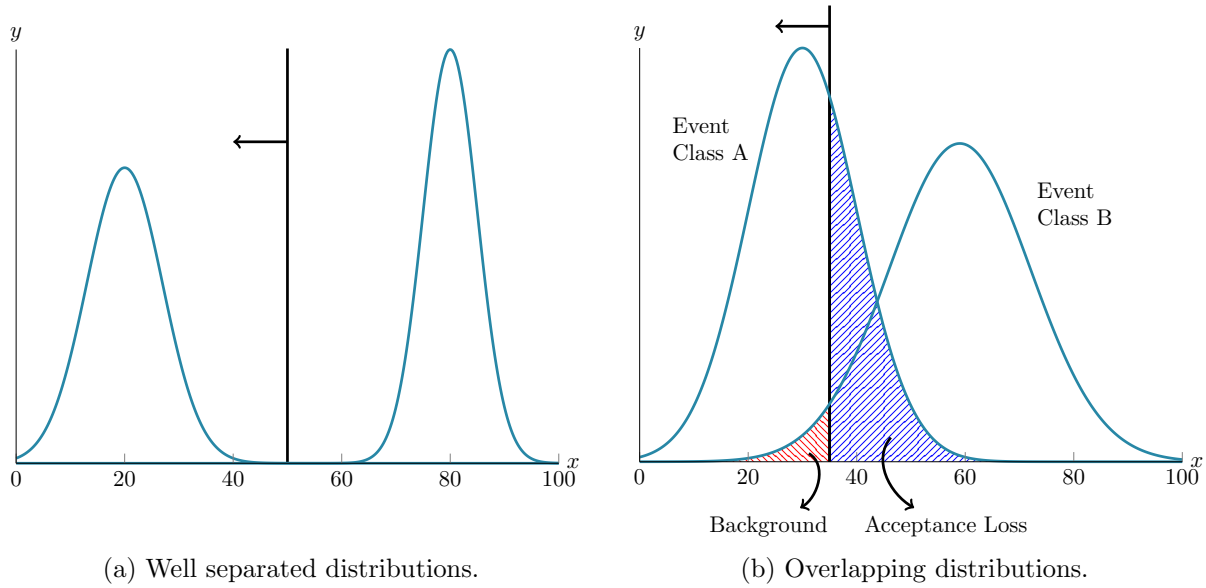 y
0
20
40
60
80
100
x
(a) Well separated distributions.
y
Event
Class A
Event
Class B
0
20
40
60
80
100
x
Background
Acceptance Loss
(b) Overlapping distributions.